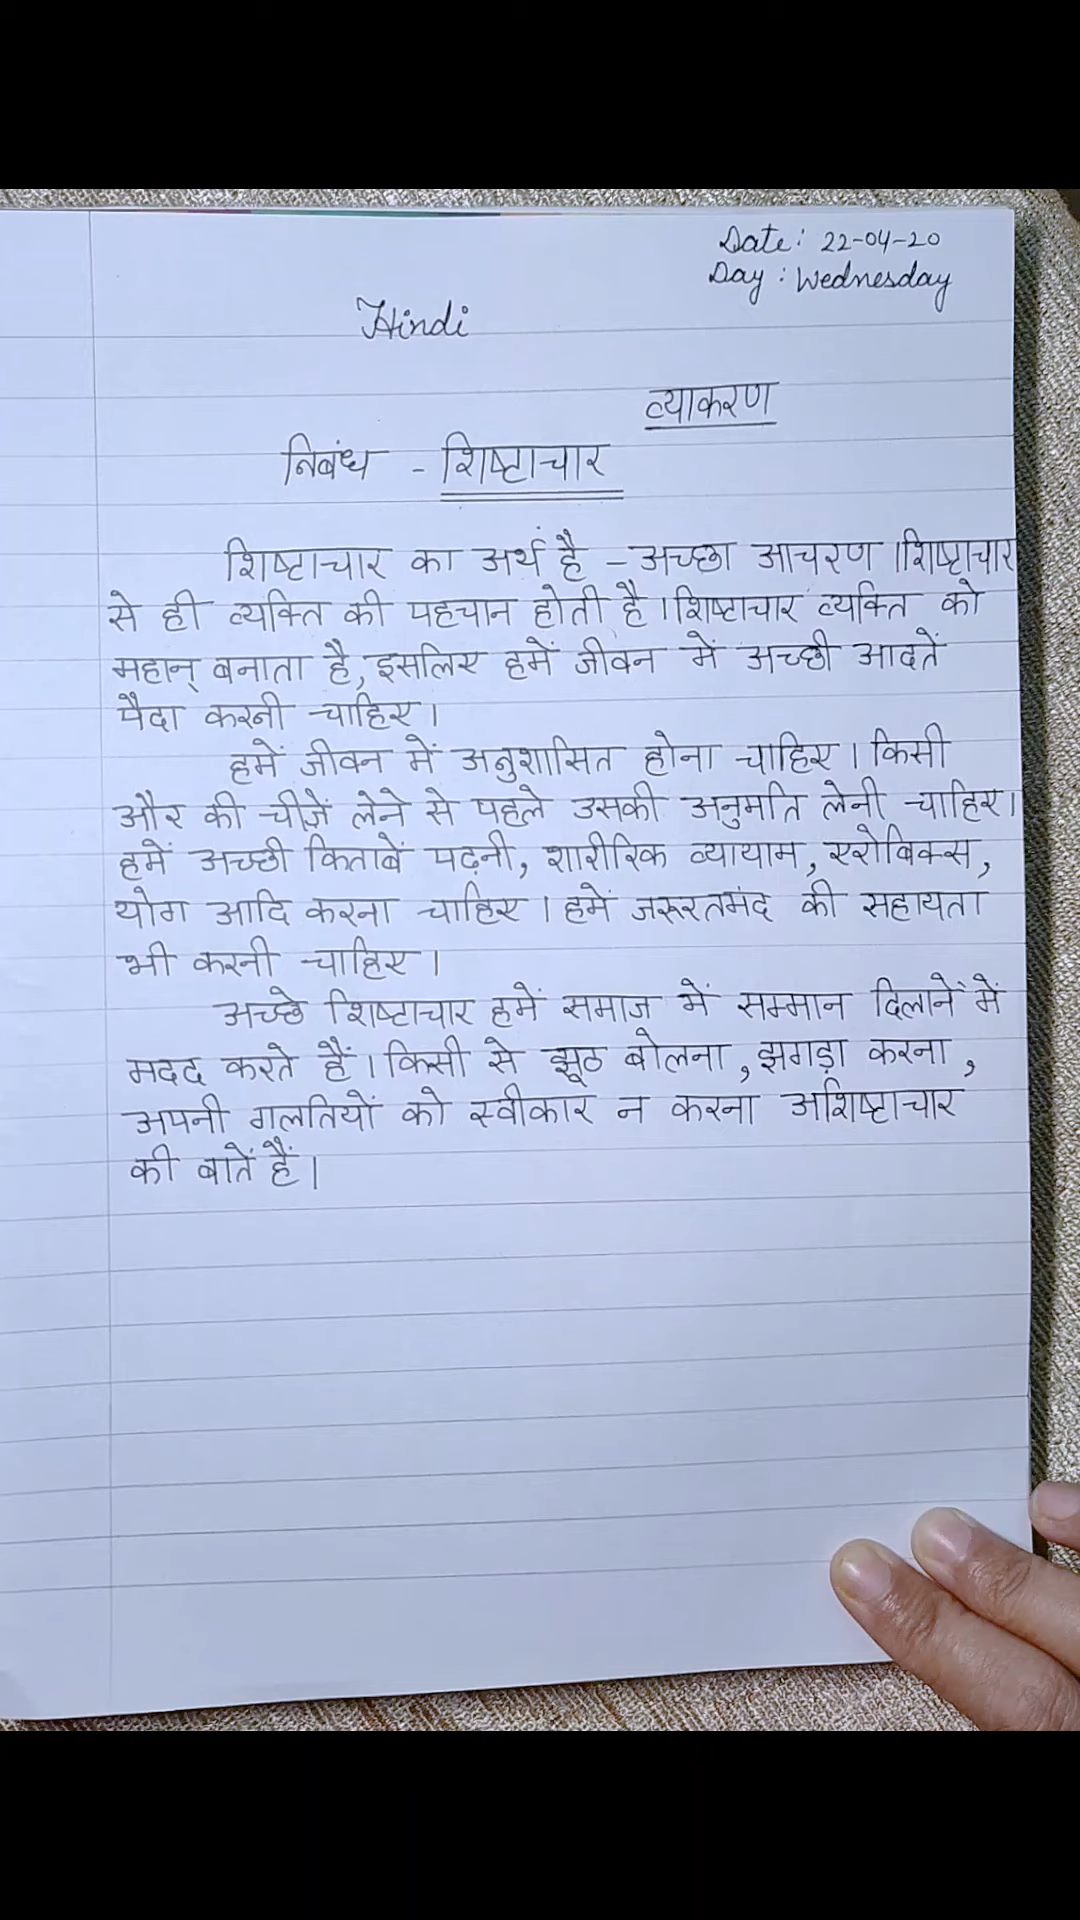 Date: 22-04-20
Day : Wednesday
Hindi
व्याकरण
निबंध - शिष्टाचार
शिष्टाचार का अर्थ है – अच्छा आचरण । शिष्टाचार
से ही व्यक्ति की पहचान होती है । शिष्टाचार व्यक्ति को
महान् बनाता है, इसलिए हमें जीवन में अच्छी आदतें
पैदा करनी चाहिए ।
हमें जीवन में अनुशासित होना चाहिए । किसी
और की चीज़ें लेने से पहले उसकी अनुमति लेनी चाहिए ।
हमें अच्छी किताबें पढ़नी, शारीरिक व्यायाम, एरोबिक्स,
योग आदि करना चाहिए । हमें जरूरतमंद की सहायता
भी करनी चाहिए ।
अच्छे शिष्टाचार हमें समाज में सम्मान दिलाने में
मदद करते हैं । किसी से झूठ बोलना, झगड़ा करना,
अपनी गलतियों को स्वीकार न करना अशिष्टाचार
की बातें हैं ।